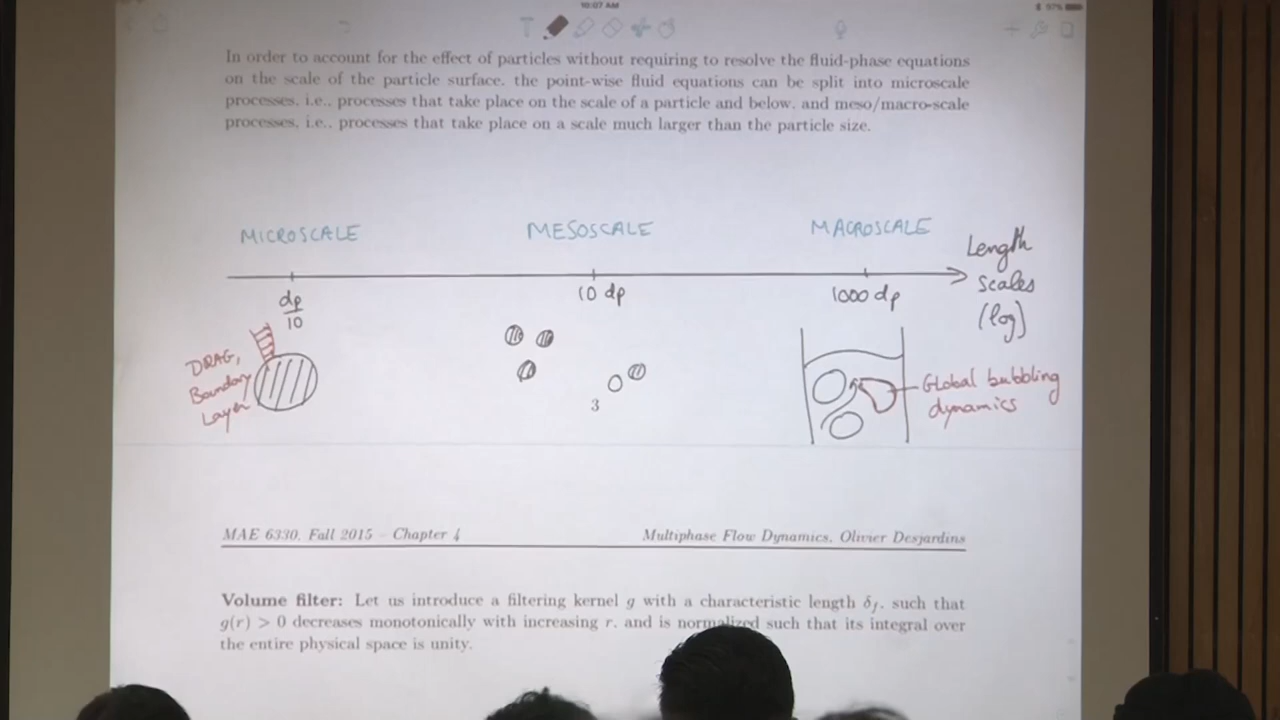 10:07 AM
97%
In order to account for the effect of particles without requiring to resolve the fluid-phase equations
on the scale of the particle surface, the point-wise fluid equations can be split into microscale
processes, i.e., processes that take place on the scale of a particle and below, and meso/macro-scale
processes, i.e., processes that take place on a scale much larger than the particle size.
MICROSCALE MESOSCALE MACROSCALE
Length
scales
(log)
dp
10
10 dp
1000 dp
DRAG,
Boundary
Layer
Global bubbling
dynamics
3
MAE 6330, Fall 2015 – Chapter 4 Multiphase Flow Dynamics, Olivier Desjardins
Volume filter: Let us introduce a filtering kernel g with a characteristic length δf, such that
g(r) > 0 decreases monotonically with increasing r, and is normalized such that its integral over
the entire physical space is unity.